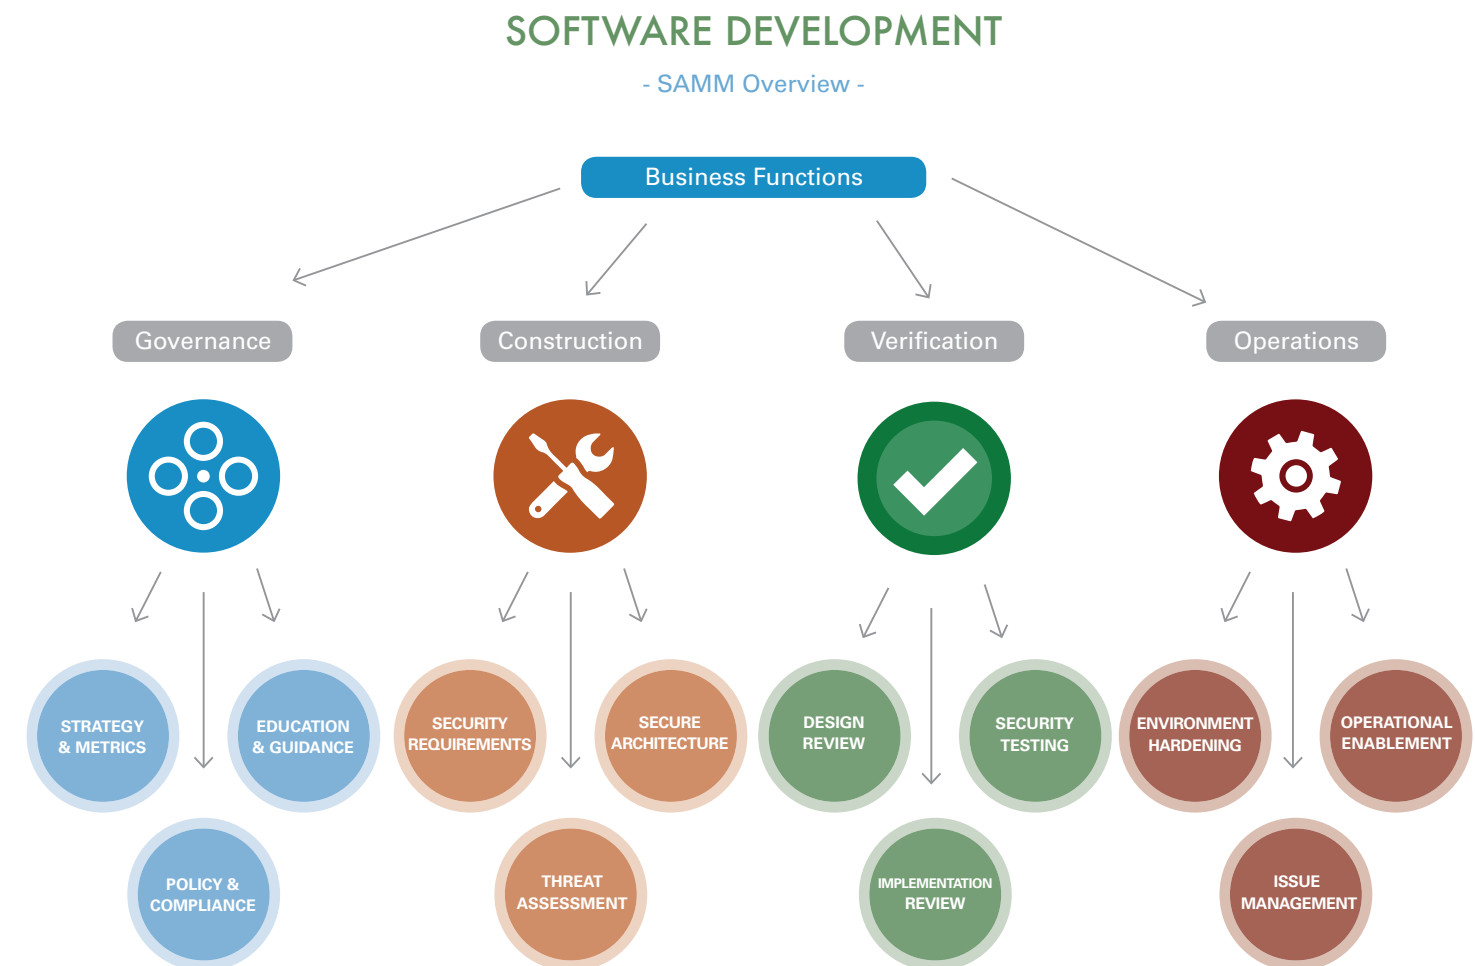 SOFTWARE DEVELOPMENT
- SAMM Overview -
Business Functions
Governance
Construction
Verification
Operations
STRATEGY
& METRICS
EDUCATION
& GUIDANCE
POLICY &
COMPLIANCE
SECURITY
REQUIREMENTS
SECURE
ARCHITECTURE
THREAT
ASSESSMENT
DESIGN
REVIEW
SECURITY
TESTING
IMPLEMENTATION
REVIEW
ENVIRONMENT
HARDENING
OPERATIONAL
ENABLEMENT
ISSUE
MANAGEMENT